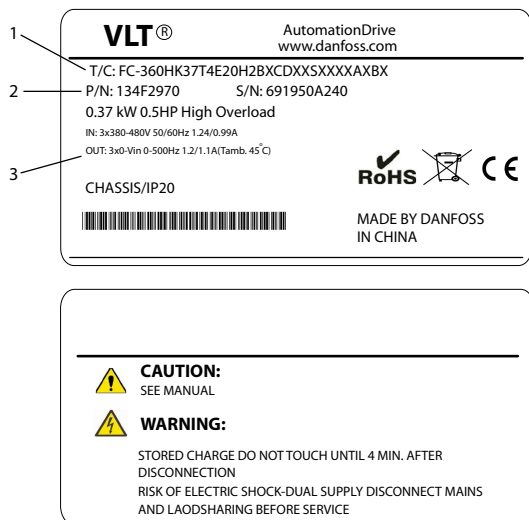 VLT® AutomationDrive
www.danfoss.com
1
T/C: FC-360HK37T4E20H2BXCDXXSXXXXAXBX
2
P/N: 134F2970 S/N: 691950A240
0.37 kW 0.5HP High Overload
IN: 3x380-480V 50/60Hz 1.24/0.99A
OUT: 3x0-Vin 0-500Hz 1.2/1.1A(Tamb. 45°C)
3
RoHS CE
CHASSIS/IP20
MADE BY DANFOSS
IN CHINA
CAUTION:
SEE MANUAL
WARNING:
STORED CHARGE DO NOT TOUCH UNTIL 4 MIN. AFTER
DISCONNECTION
RISK OF ELECTRIC SHOCK-DUAL SUPPLY DISCONNECT MAINS
AND LAODSHARING BEFORE SERVICE